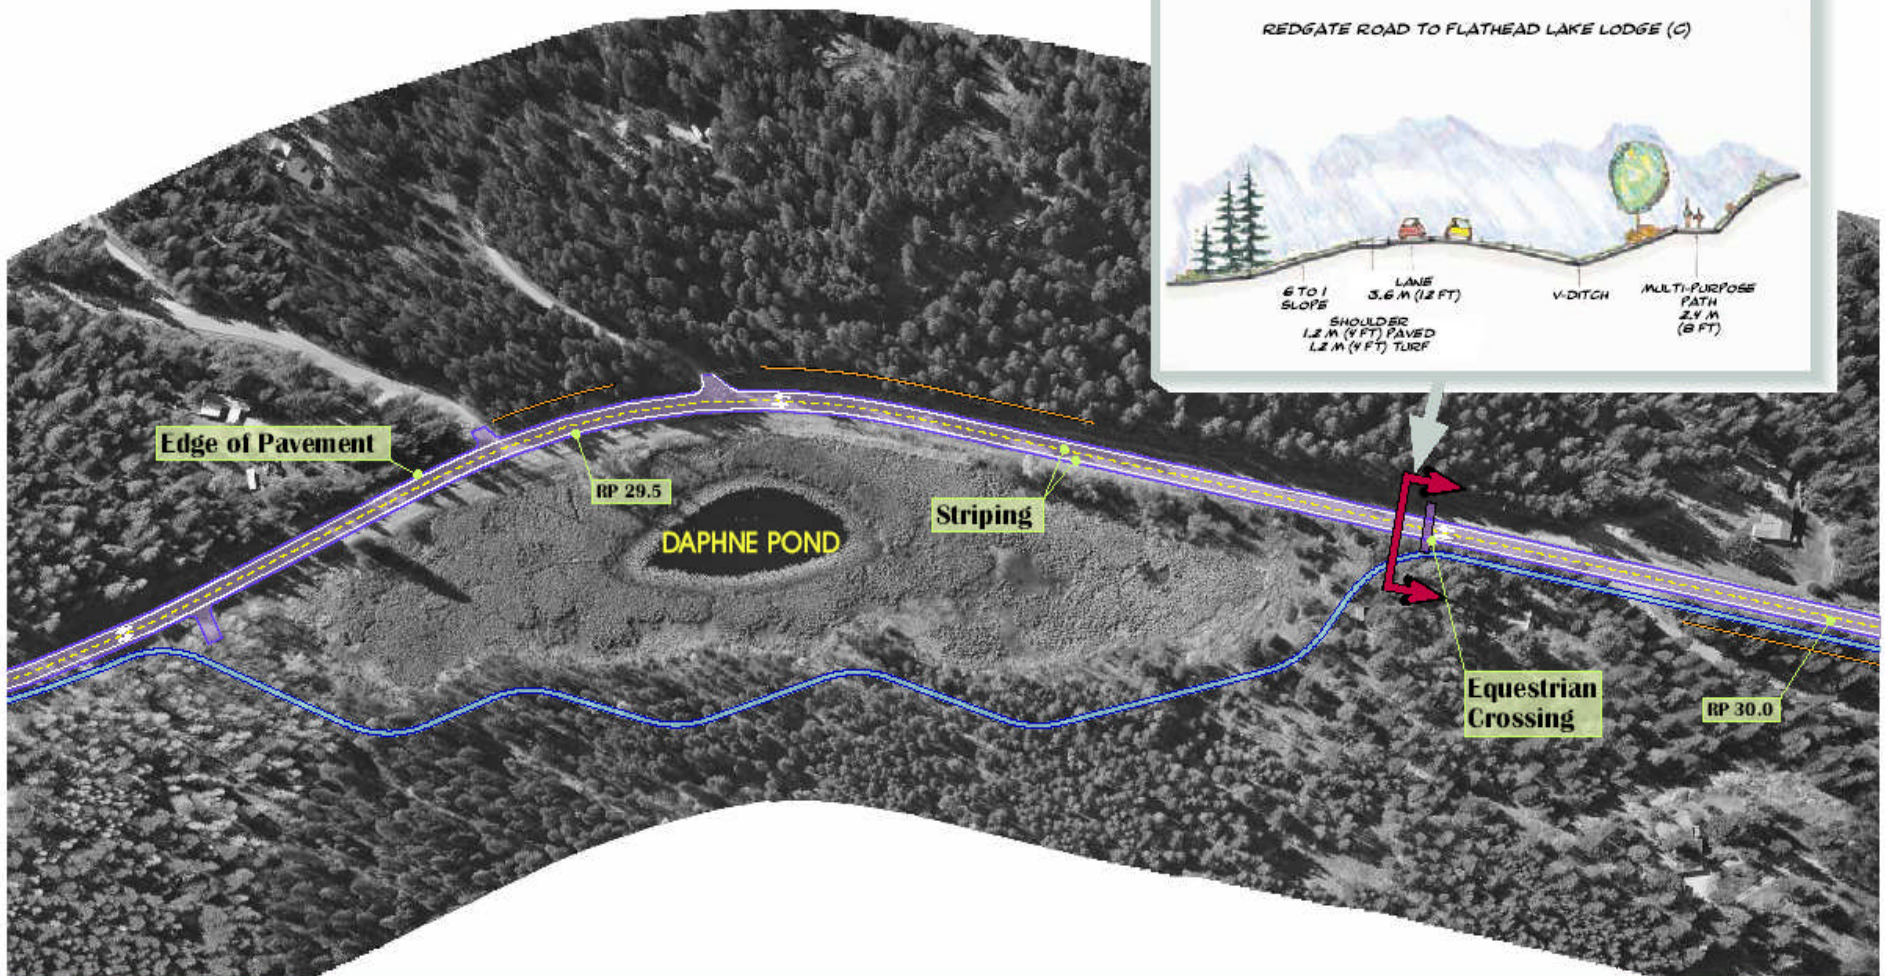 REDGATE ROAD TO FLATHEAD LAKE LODGE (C)
6 TO 1
SLOPE
LANE
3.6 M (12 FT)
SHOULDER
1.2 M (4 FT) PAVED
1.2 M (4 FT) TURF
V-DITCH
MULTI-PURPOSE
PATH
2.4 M
(8 FT)
Edge of Pavement
RP 29.5
DAPHNE POND
Striping
Equestrian
Crossing
RP 30.0